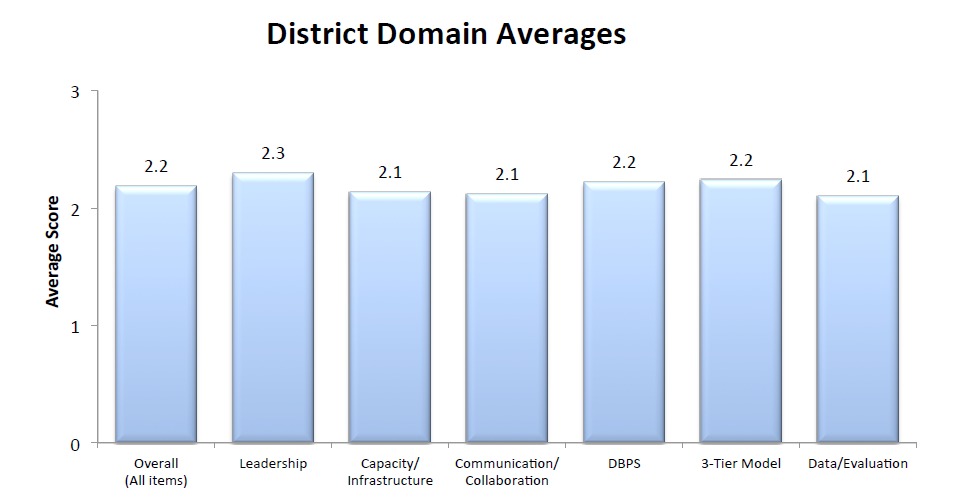 District Domain Averages
3
2
1
0
Average Score
2.2
2.3
2.1
2.1
2.2
2.2
2.1
Overall
(All items)
Leadership
Capacity/
Infrastructure
Communication/
Collaboration
DBPS
3-Tier Model
Data/Evaluation